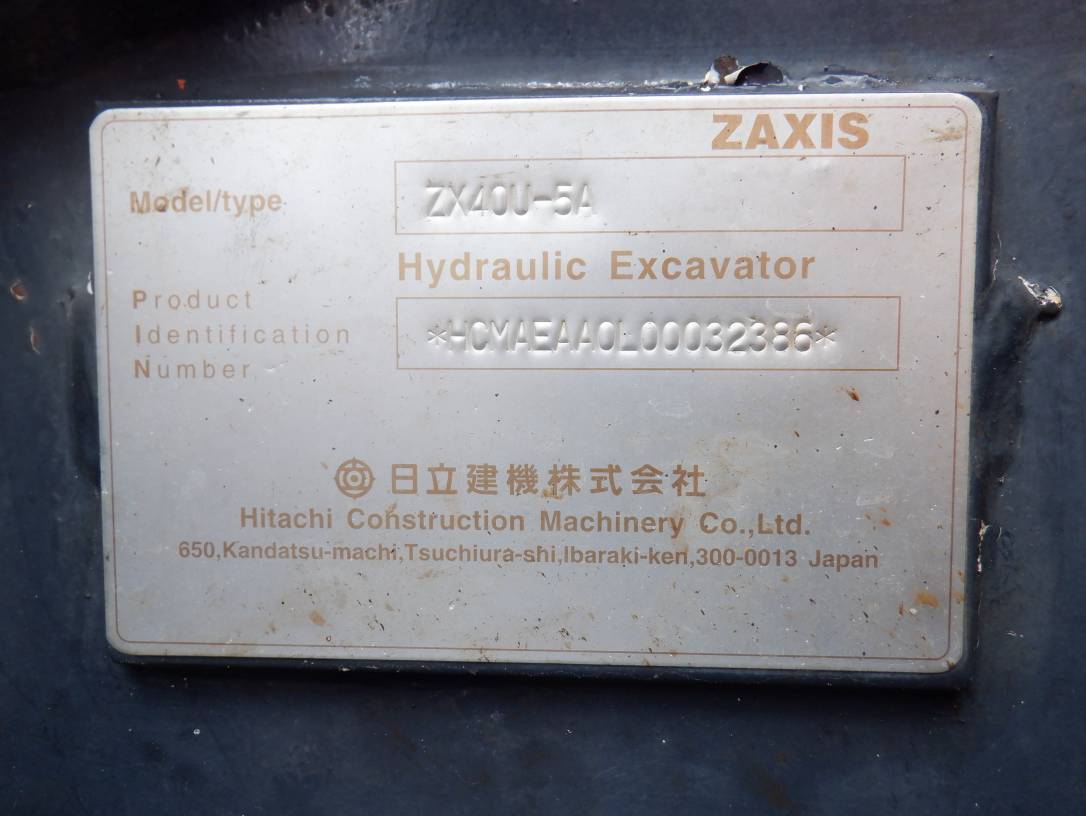 ZAXIS
Model/type ZX40U-5A
Hydraulic Excavator
Product
Identification
Number
*HCMAEAA0L00032386*
日立建機株式会社
Hitachi Construction Machinery Co.,Ltd.
650,Kandatsu-machi,Tsuchiura-shi,Ibaraki-ken,300-0013 Japan